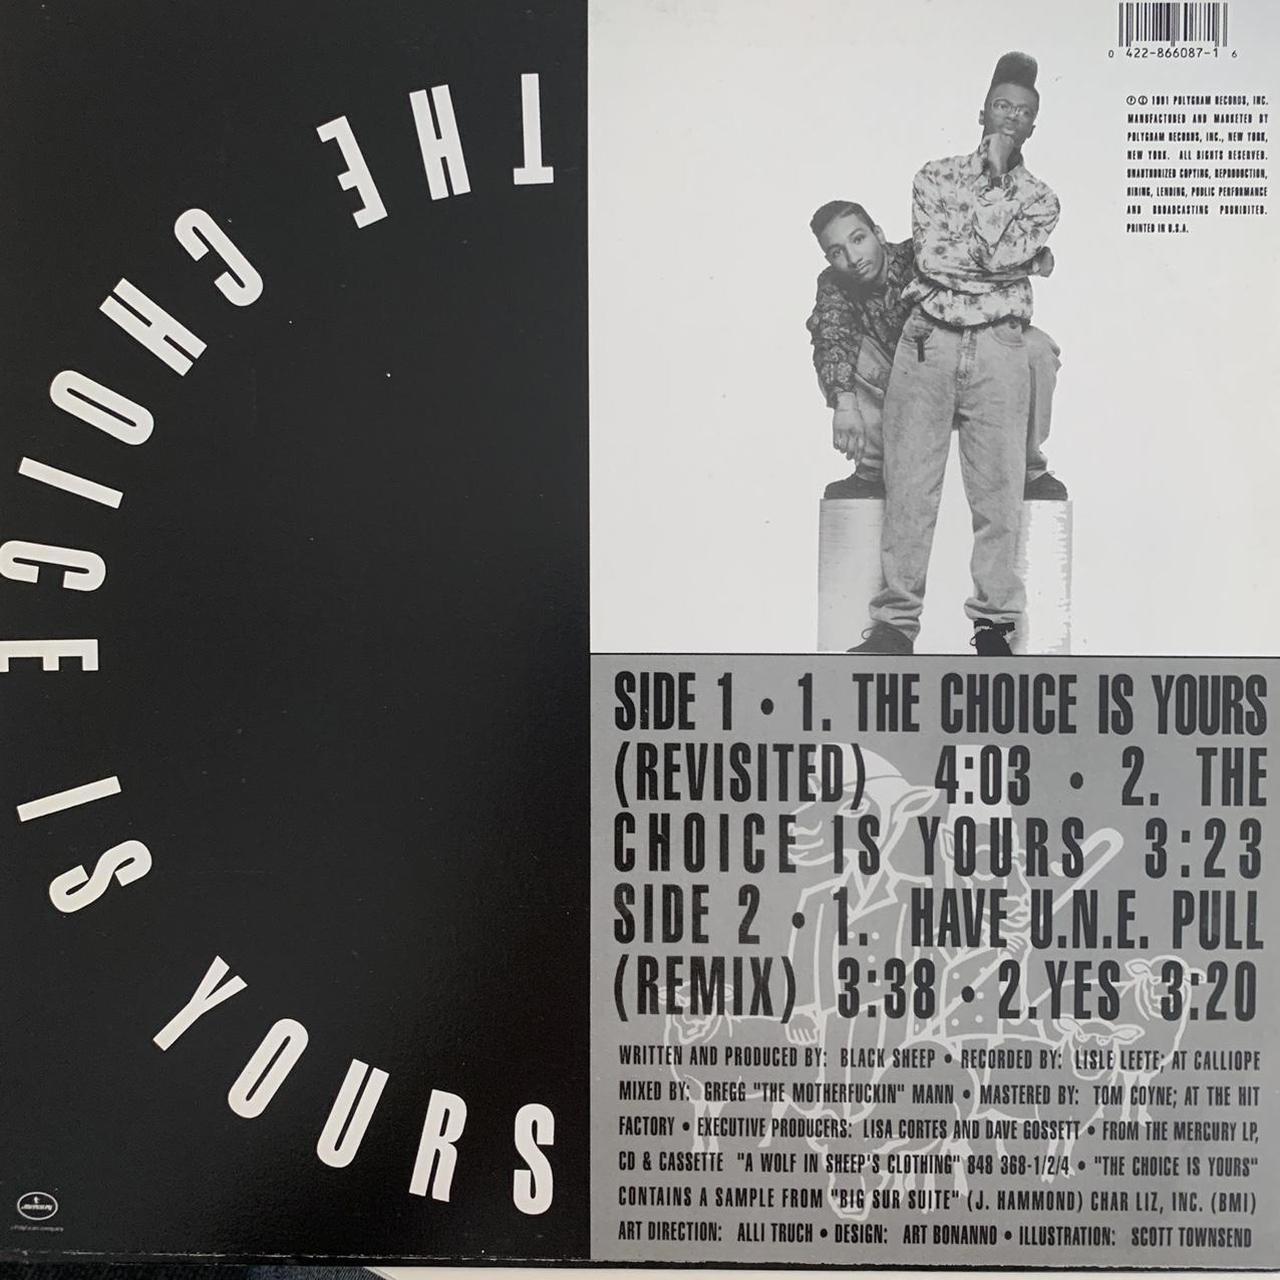 THE CHOICE IS YOURS
0 422-866087-1 6
℗ © 1991 POLYGRAM RECORDS, INC.
MANUFACTURED AND MARKETED BY
POLYGRAM RECORDS, INC., NEW YORK,
NEW YORK. ALL RIGHTS RESERVED.
UNAUTHORIZED COPYING, REPRODUCTION,
HIRING, LENDING, PUBLIC PERFORMANCE
AND BROADCASTING PROHIBITED.
PRINTED IN U.S.A.
SIDE 1 • 1. THE CHOICE IS YOURS
(REVISITED) 4:03 • 2. THE
CHOICE IS YOURS 3:23
SIDE 2 • 1. HAVE U.N.E. PULL
(REMIX) 3:38 • 2.YES 3:20
WRITTEN AND PRODUCED BY: BLACK SHEEP • RECORDED BY: LISLE LEETE; AT CALLIOPE
MIXED BY: GREGG "THE MOTHERFUCKIN" MANN • MASTERED BY: TOM COYNE; AT THE HIT
FACTORY • EXECUTIVE PRODUCERS: LISA CORTES AND DAVE GOSSETT • FROM THE MERCURY LP,
CD & CASSETTE "A WOLF IN SHEEP'S CLOTHING" 848 368-1/2/4 • "THE CHOICE IS YOURS"
CONTAINS A SAMPLE FROM "BIG SUR SUITE" (J. HAMMOND) CHAR LIZ, INC. (BMI)
ART DIRECTION: ALLI TRUCH • DESIGN: ART BONANNO • ILLUSTRATION: SCOTT TOWNSEND